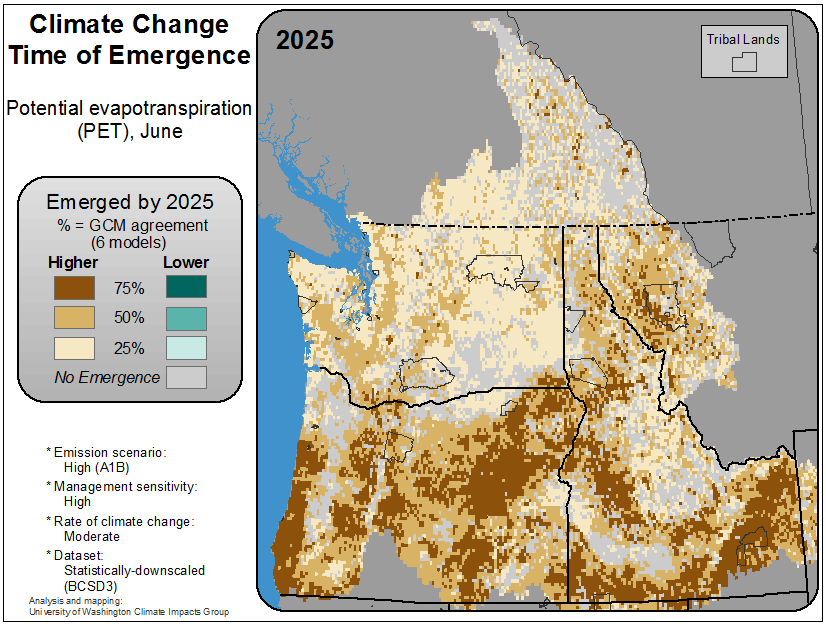 Climate Change
Time of Emergence
Potential evapotranspiration
(PET), June
Emerged by 2025
% = GCM agreement
(6 models)
Higher Lower
75%
50%
25%
No Emergence
* Emission scenario:
High (A1B)
* Management sensitivity:
High
* Rate of climate change:
Moderate
* Dataset:
Statistically-downscaled
(BCSD3)
Analysis and mapping:
University of Washington Climate Impacts Group
2025
Tribal Lands